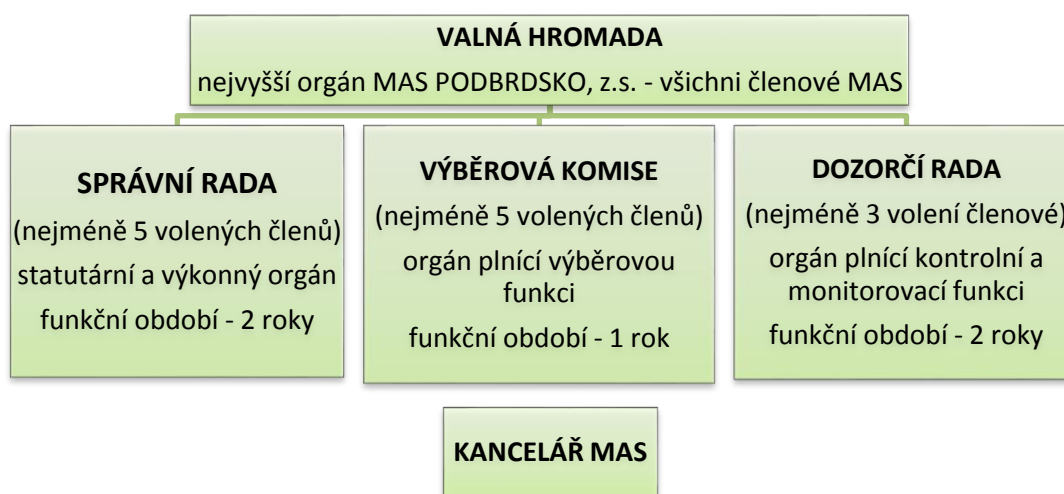 VALNÁ HROMADA
nejvyšší orgán MAS PODBRDSKO, z.s. - všichni členové MAS
SPRÁVNÍ RADA
(nejméně 5 volených členů)
statutární a výkonný orgán
funkční období - 2 roky
VÝBĚROVÁ KOMISE
(nejméně 5 volených členů)
orgán plnící výběrovou
funkci
funkční období - 1 rok
DOZORČÍ RADA
(nejméně 3 volení členové)
orgán plnící kontrolní a
monitorovací funkci
funkční období - 2 roky
KANCELÁŘ MAS